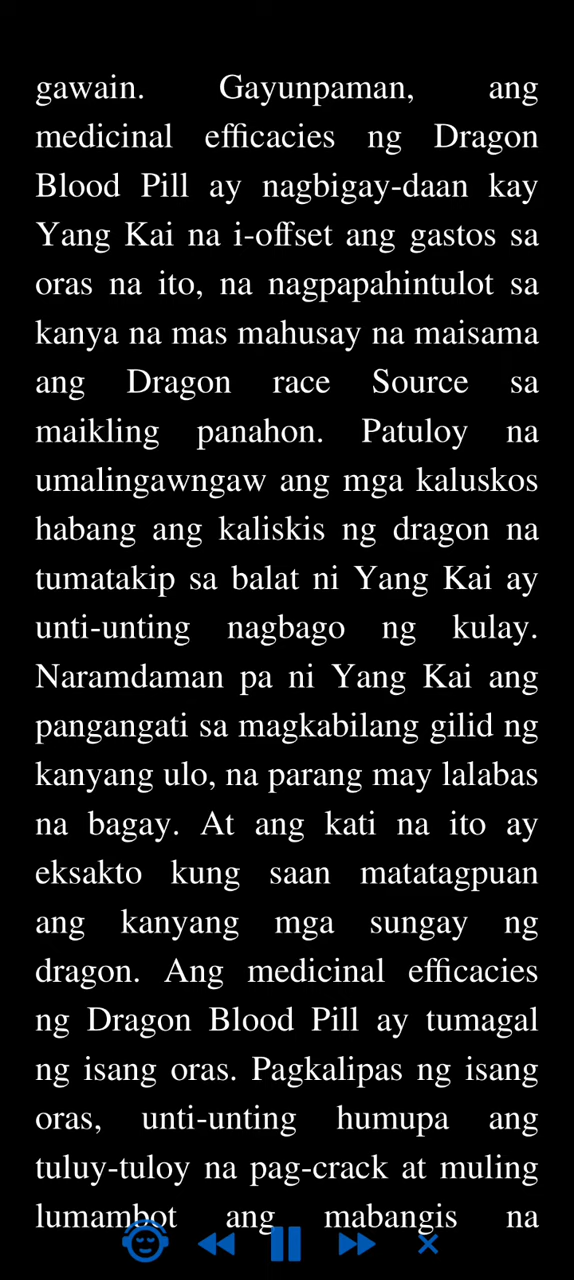 gawain. Gayunpaman, ang
medicinal efficacies ng Dragon
Blood Pill ay nagbigay-daan kay
Yang Kai na i-offset ang gastos sa
oras na ito, na nagpapahintulot sa
kanya na mas mahusay na maisama
ang Dragon race Source sa
maikling panahon. Patuloy na
umalingawngaw ang mga kaluskos
habang ang kaliskis ng dragon na
tumatakip sa balat ni Yang Kai ay
unti-unting nagbago ng kulay.
Naramdaman pa ni Yang Kai ang
pangangati sa magkabilang gilid ng
kanyang ulo, na parang may lalabas
na bagay. At ang kati na ito ay
eksakto kung saan matatagpuan
ang kanyang mga sungay ng
dragon. Ang medicinal efficacies
ng Dragon Blood Pill ay tumagal
ng isang oras. Pagkalipas ng isang
oras, unti-unting humupa ang
tuluy-tuloy na pag-crack at muling
lumambot ang mabangis na